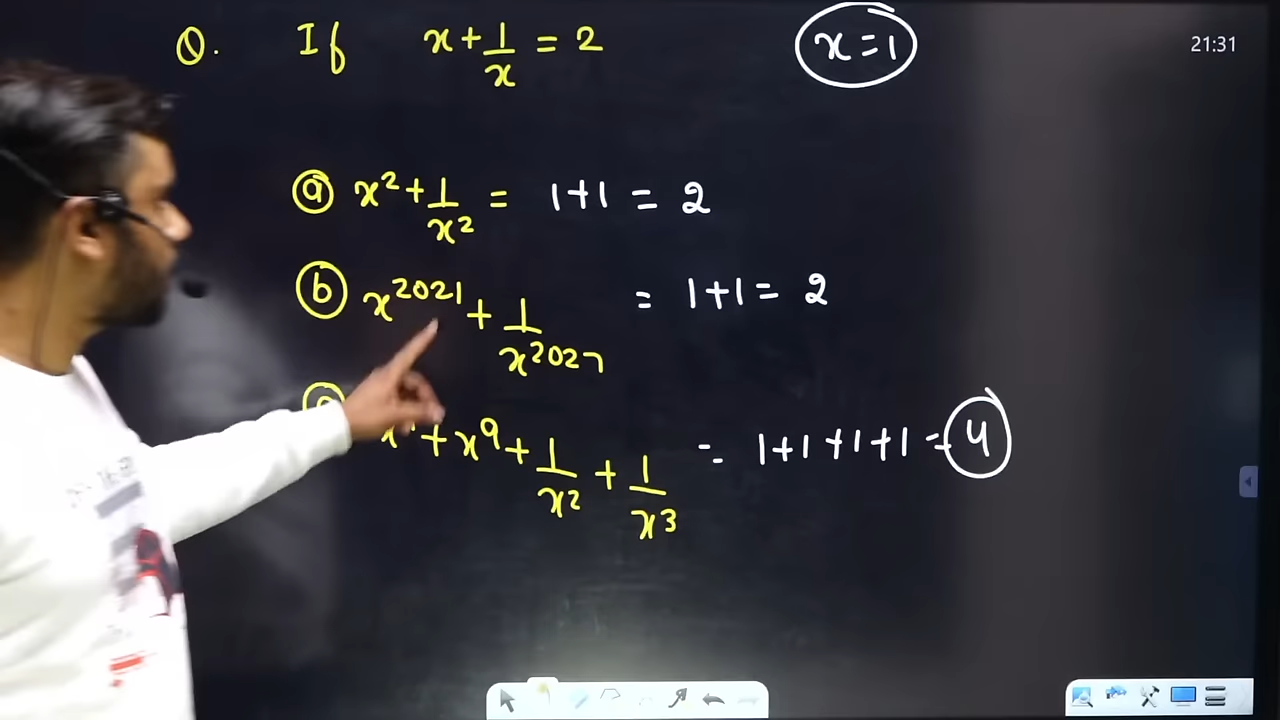 Q. If x + 1/x = 2 x = 1
21:31
ⓐ x² + 1/x² = 1+1 = 2
ⓑ x²⁰²¹ + 1/x²⁰²⁷ = 1+1 = 2
+ x⁹ + 1/x² + 1/x³ = 1+1+1+1 = 4